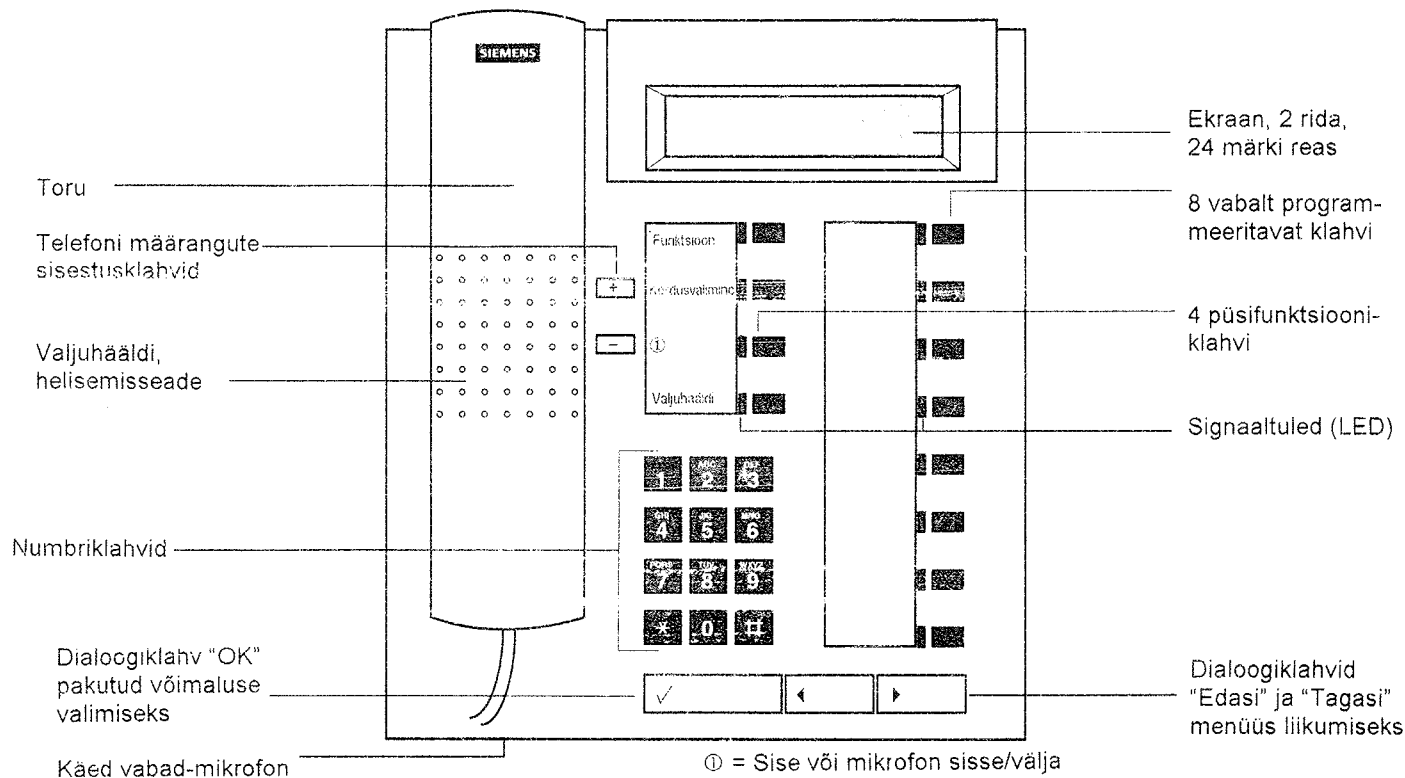 SIEMENS
Ekraan, 2 rida,
24 märki reas
Toru
8 vabalt program-
meeritavat klahvi
Telefoni määrangute
sisestusklahvid
Funktsioon
+
4 püsifunktsiooni-
klahvi
−
①
Valjuhääldi,
helisemisseade
Valjuhääldi
Signaaltuled (LED)
1 2 3
4 5 6
Numbriklahvid
7 8 9
* 0 #
Dialoogiklahv “OK”
pakutud võimaluse
valimiseks
Dialoogiklahvid
“Edasi” ja “Tagasi”
menüüs liikumiseks
Käed vabad-mikrofon
① = Sise või mikrofon sisse/välja